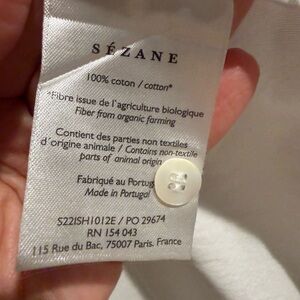 SÉZANE
100% coton / cotton*
*Fibre issue de l'agriculture biologique
Fiber from organic farming
Contient des parties non textiles
d'origine animale / Contains non-textile
parts of animal origin
Fabriqué au
Made in Portugal
S22ISH1012E / PO 29674
RN 154 043
115 Rue du Bac, 75007 Paris. France